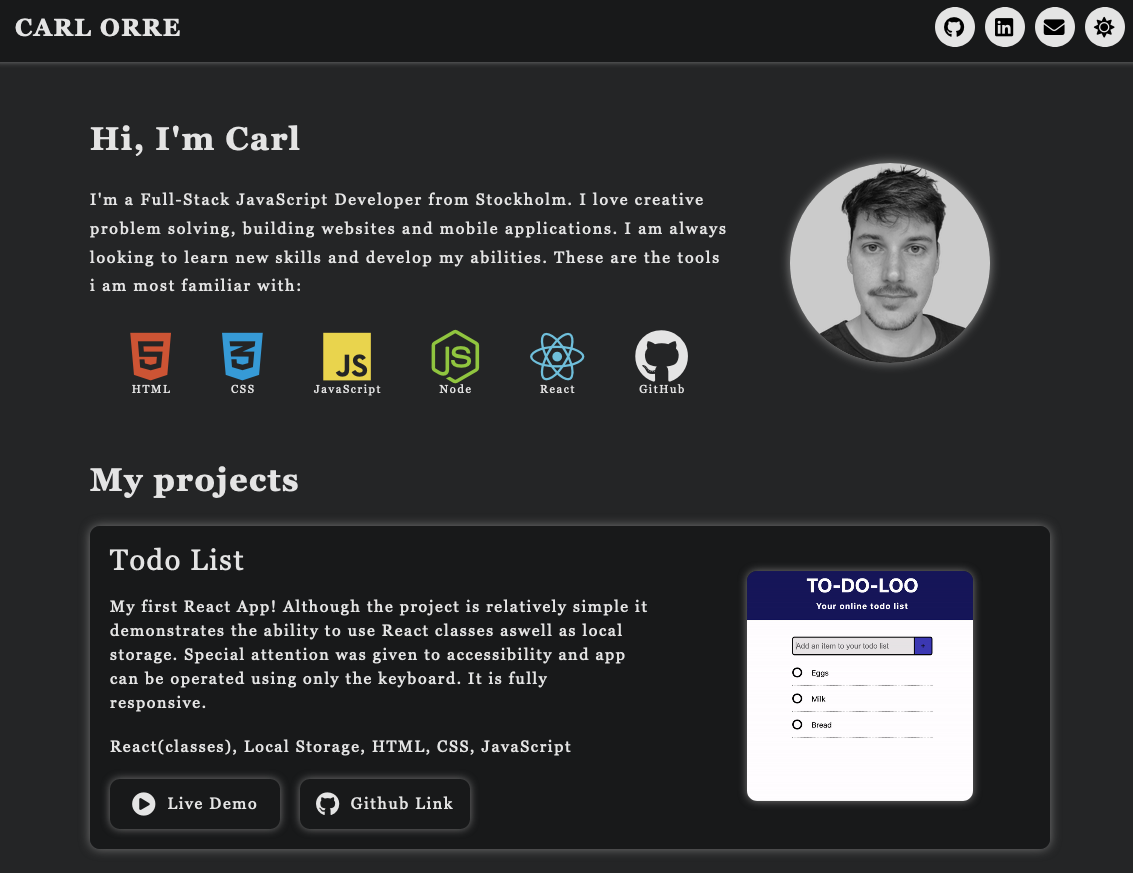 CARL ORRE
Hi, I'm Carl
I'm a Full-Stack JavaScript Developer from Stockholm. I love creative
problem solving, building websites and mobile applications. I am always
looking to learn new skills and develop my abilities. These are the tools
i am most familiar with:
HTML
CSS
JS
JavaScript
JS
Node
React
GitHub
My projects
Todo List
My first React App! Although the project is relatively simple it
demonstrates the ability to use React classes aswell as local
storage. Special attention was given to accessibility and app
can be operated using only the keyboard. It is fully
responsive.
React(classes), Local Storage, HTML, CSS, JavaScript
Live Demo
Github Link
TO-DO-LOO
Your online todo list
Add an item to your todo list
+
Eggs
Milk
Bread